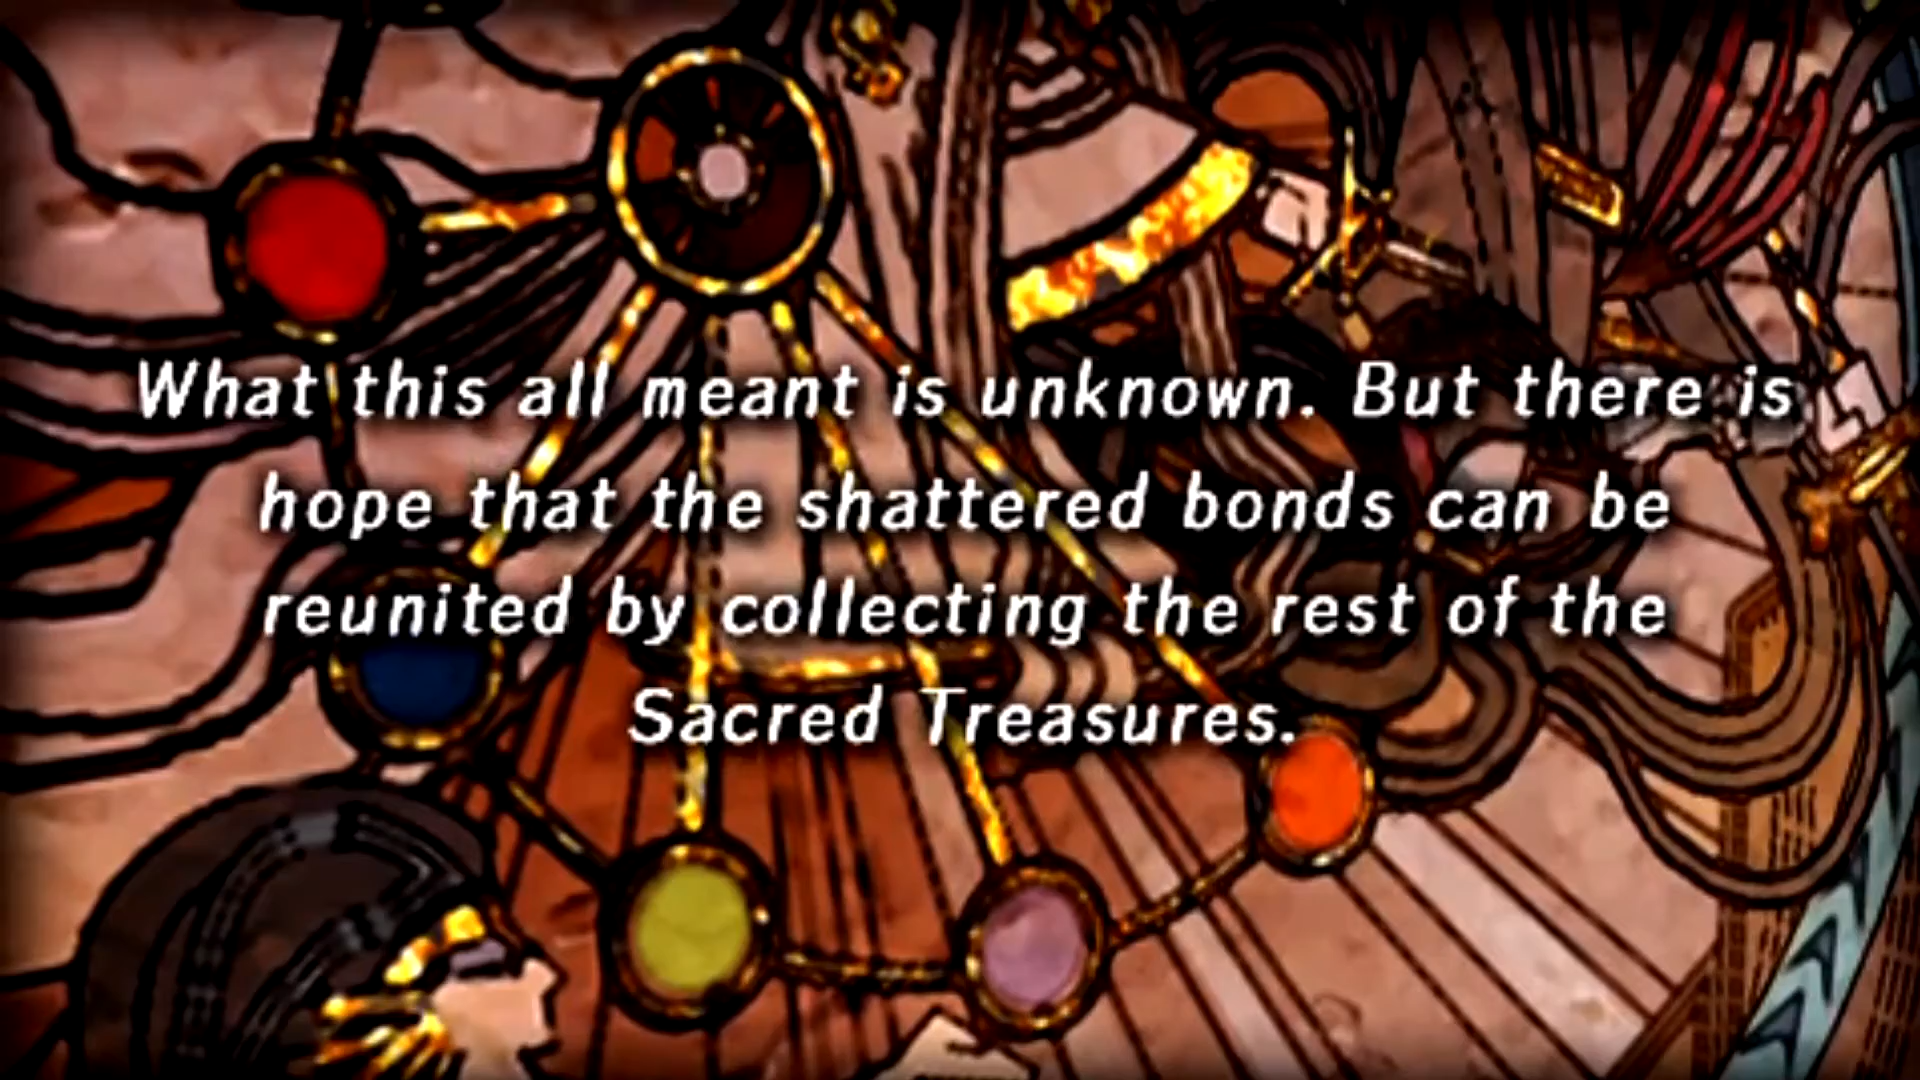 What this all meant is unknown. But there is
hope that the shattered bonds can be
reunited by collecting the rest of the
Sacred Treasures.